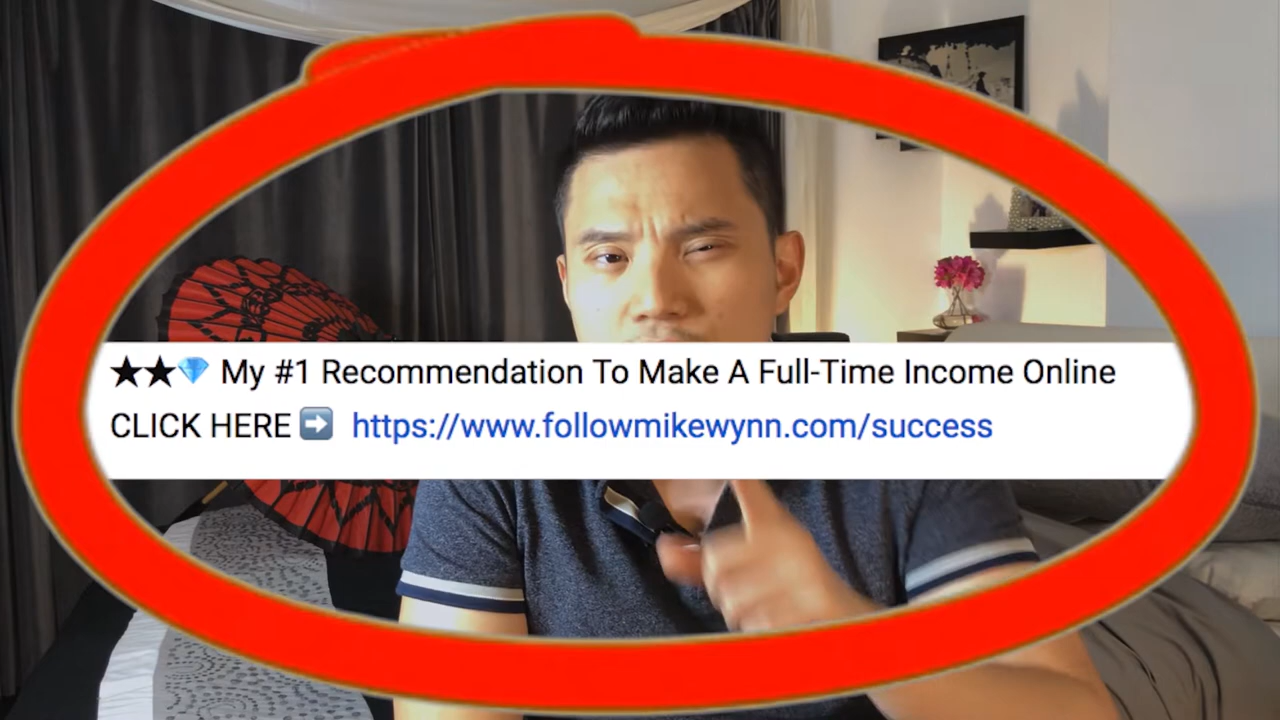 ★★💎 My #1 Recommendation To Make A Full-Time Income Online
CLICK HERE ➡️ https://www.followmikewynn.com/success